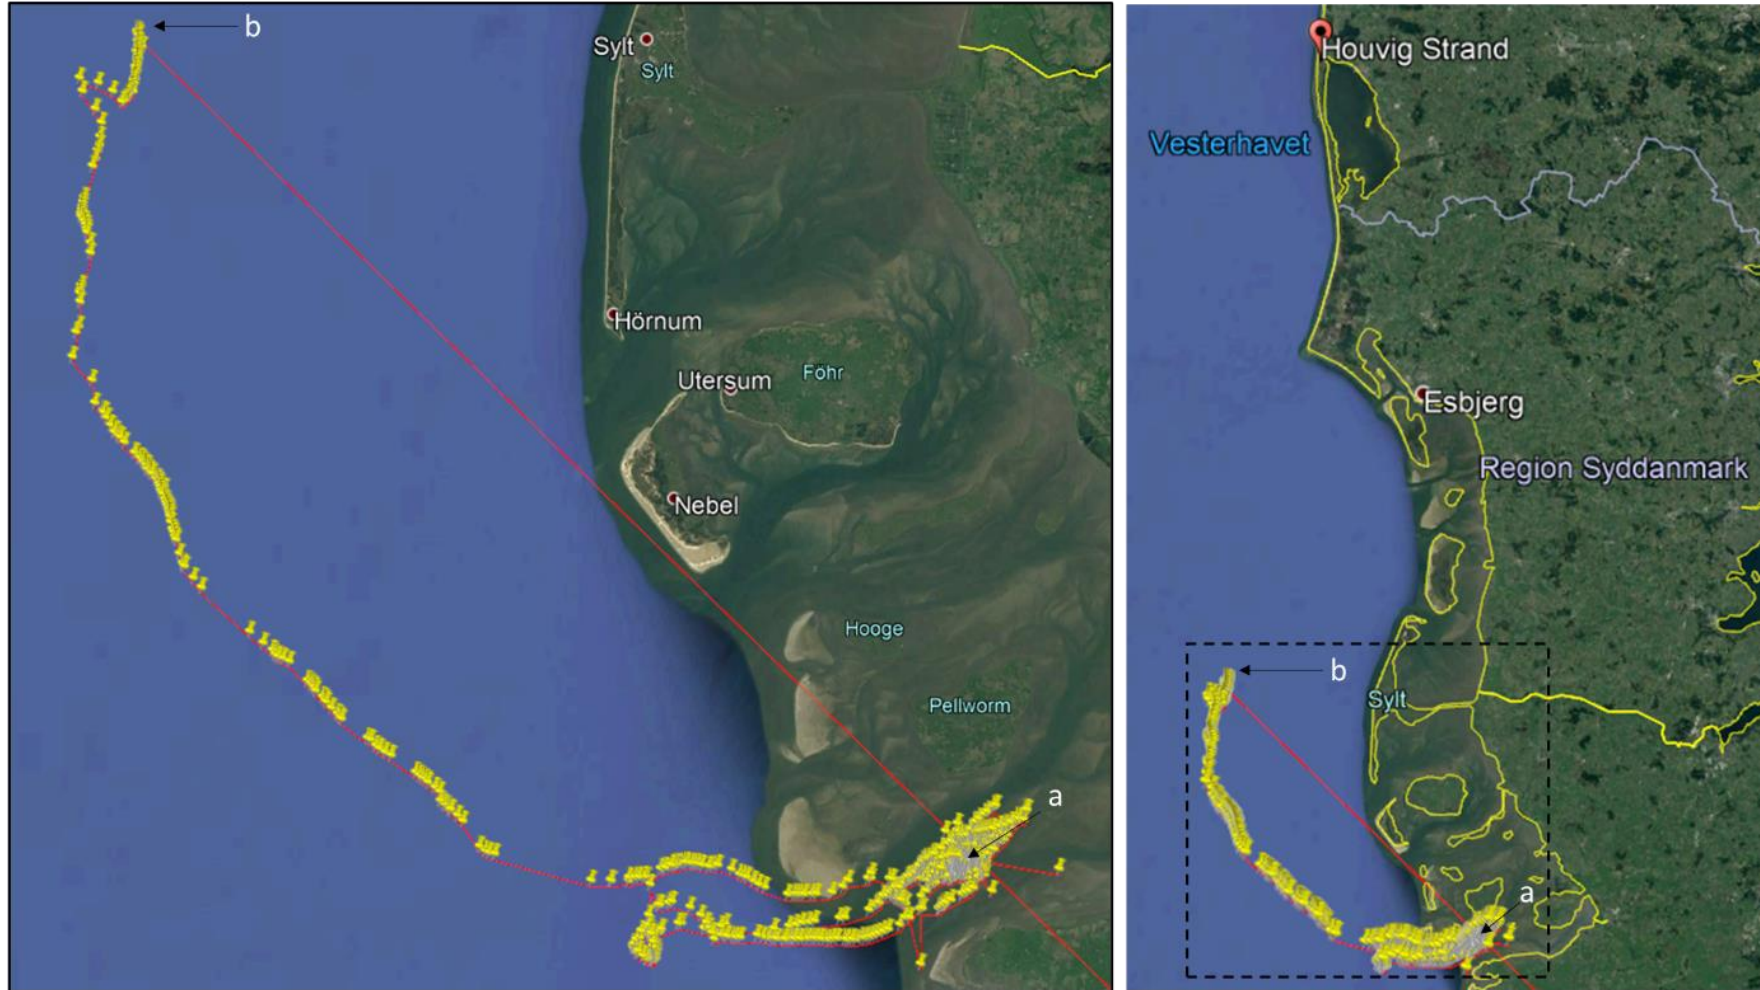 b
Sylt
Sylt
Hörnum
Utersum
Föhr
Nebel
Hooge
Pellworm
a
Houvig Strand
Vesterhavet
Esbjerg
Region Syddanmark
b
Sylt
a